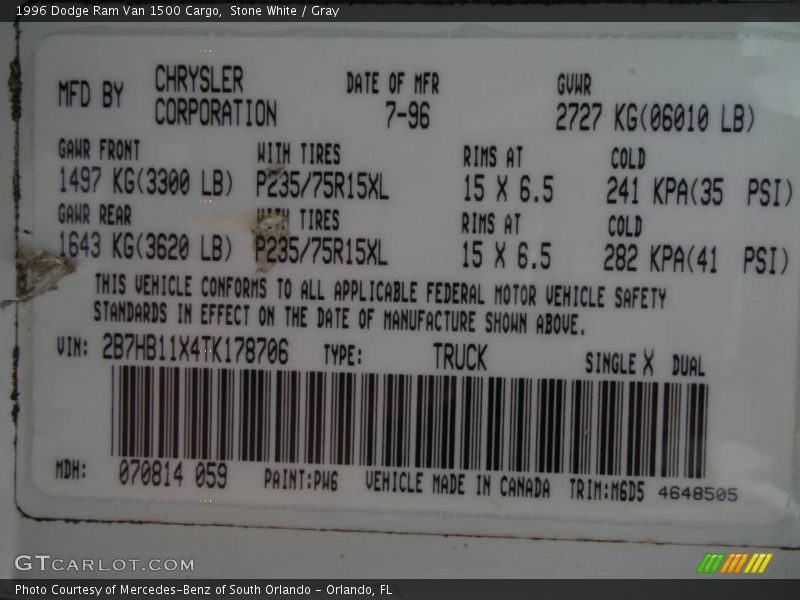 1996 Dodge Ram Van 1500 Cargo, Stone White / Gray
MFD BY CHRYSLER CORPORATION DATE OF MFR 7-96 GVWR 2727 KG(06010 LB)
GAWR FRONT WITH TIRES RIMS AT COLD
1497 KG(3300 LB) P235/75R15XL 15 X 6.5 241 KPA(35 PSI)
GAWR REAR WITH TIRES RIMS AT COLD
1643 KG(3620 LB) P235/75R15XL 15 X 6.5 282 KPA(41 PSI)
THIS VEHICLE CONFORMS TO ALL APPLICABLE FEDERAL MOTOR VEHICLE SAFETY
STANDARDS IN EFFECT ON THE DATE OF MANUFACTURE SHOWN ABOVE.
VIN: 2B7HB11X4TK178706 TYPE: TRUCK SINGLE X DUAL
MDH: 070814 059 PAINT:PW6 VEHICLE MADE IN CANADA TRIM:M6D5 4648505
GTCARLOT.COM
Photo Courtesy of Mercedes-Benz of South Orlando - Orlando, FL